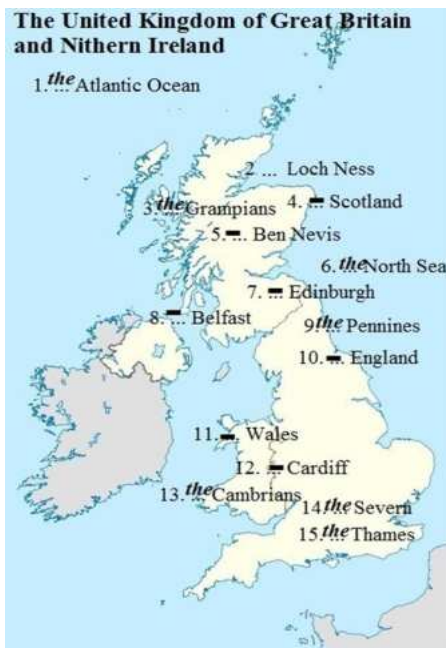 The United Kingdom of Great Britain
and Nithern Ireland
1. the ... Atlantic Ocean
2 ... Loch Ness
3. the ... Grampians
4. – ... Scotland
5. – ... Ben Nevis
6. the ... North Sea
7. – ... Edinburgh
8. – ... Belfast
9. the ... Pennines
10. – ... England
11. – ... Wales
12. – ... Cardiff
13. the ... Cambrians
14. the ... Severn
15. the ... Thames